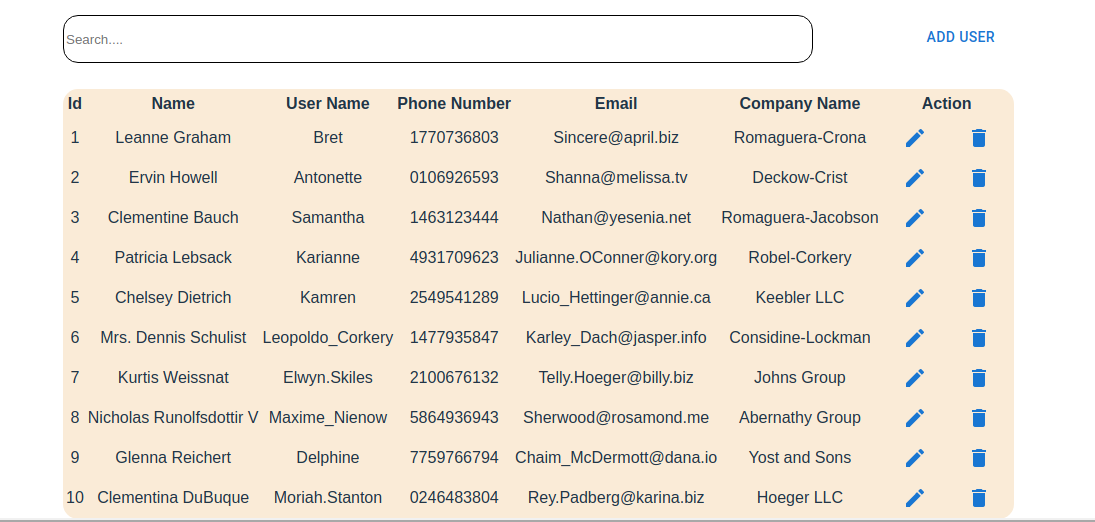 Search....
ADD USER
Id Name User Name Phone Number Email Company Name Action
1 Leanne Graham Bret 1770736803 Sincere@april.biz Romaguera-Crona
2 Ervin Howell Antonette 0106926593 Shanna@melissa.tv Deckow-Crist
3 Clementine Bauch Samantha 1463123444 Nathan@yesenia.net Romaguera-Jacobson
4 Patricia Lebsack Karianne 4931709623 Julianne.OConner@kory.org Robel-Corkery
5 Chelsey Dietrich Kamren 2549541289 Lucio_Hettinger@annie.ca Keebler LLC
6 Mrs. Dennis Schulist Leopoldo_Corkery 1477935847 Karley_Dach@jasper.info Considine-Lockman
7 Kurtis Weissnat Elwyn.Skiles 2100676132 Telly.Hoeger@billy.biz Johns Group
8 Nicholas Runolfsdottir V Maxime_Nienow 5864936943 Sherwood@rosamond.me Abernathy Group
9 Glenna Reichert Delphine 7759766794 Chaim_McDermott@dana.io Yost and Sons
10 Clementina DuBuque Moriah.Stanton 0246483804 Rey.Padberg@karina.biz Hoeger LLC